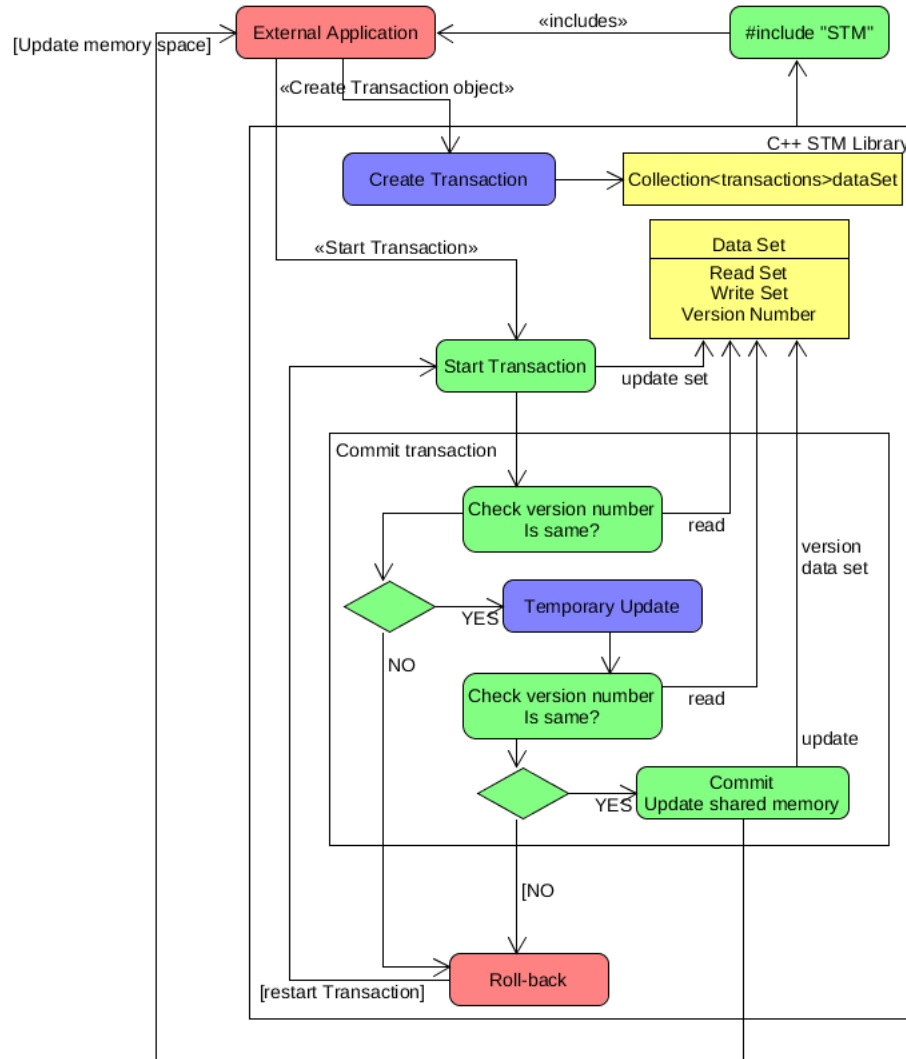 «includes»
[Update memory space]
External Application
#include "STM"
«Create Transaction object»
C++ STM Library
Create Transaction
Collection<transactions>dataSet
«Start Transaction»
Data Set
Read Set
Write Set
Version Number
Start Transaction
update set
Commit transaction
Check version number
Is same?
read
version
data set
Temporary Update
YES
NO
Check version number
Is same?
read
update
Commit
Update shared memory
YES
[NO
Roll-back
[restart Transaction]